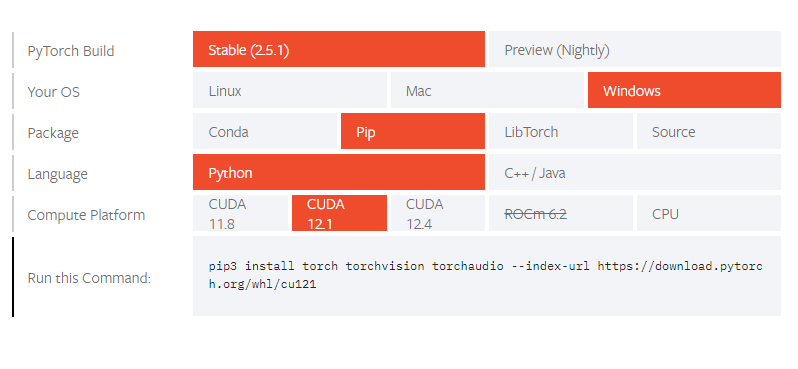 PyTorch Build
Stable (2.5.1)
Preview (Nightly)
Your OS
Linux
Mac
Windows
Package
Conda
Pip
LibTorch
Source
Language
Python
C++ / Java
Compute Platform
CUDA
11.8
CUDA
12.1
CUDA
12.4
ROCm 6.2
CPU
Run this Command:
pip3 install torch torchvision torchaudio --index-url https://download.pytorc
h.org/whl/cu121